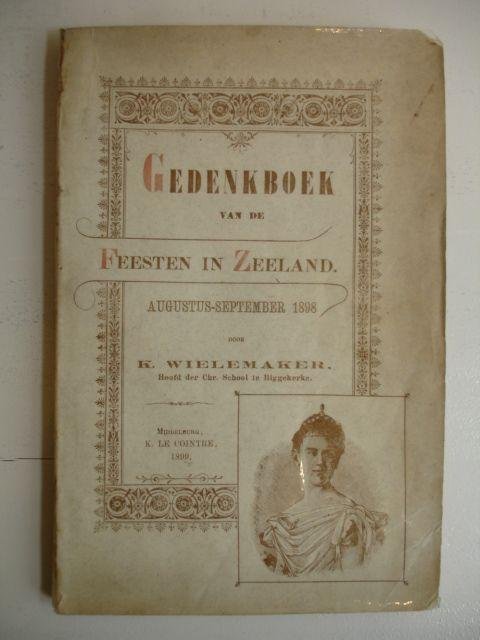 GEDENKBOEK
VAN DE
FEESTEN IN ZEELAND.
AUGUSTUS-SEPTEMBER 1898
DOOR
K. WIELEMAKER.
Hoofd der Chr. School te Biggekerke.
MIDDELBURG,
K. LE COINTRE,
1899.